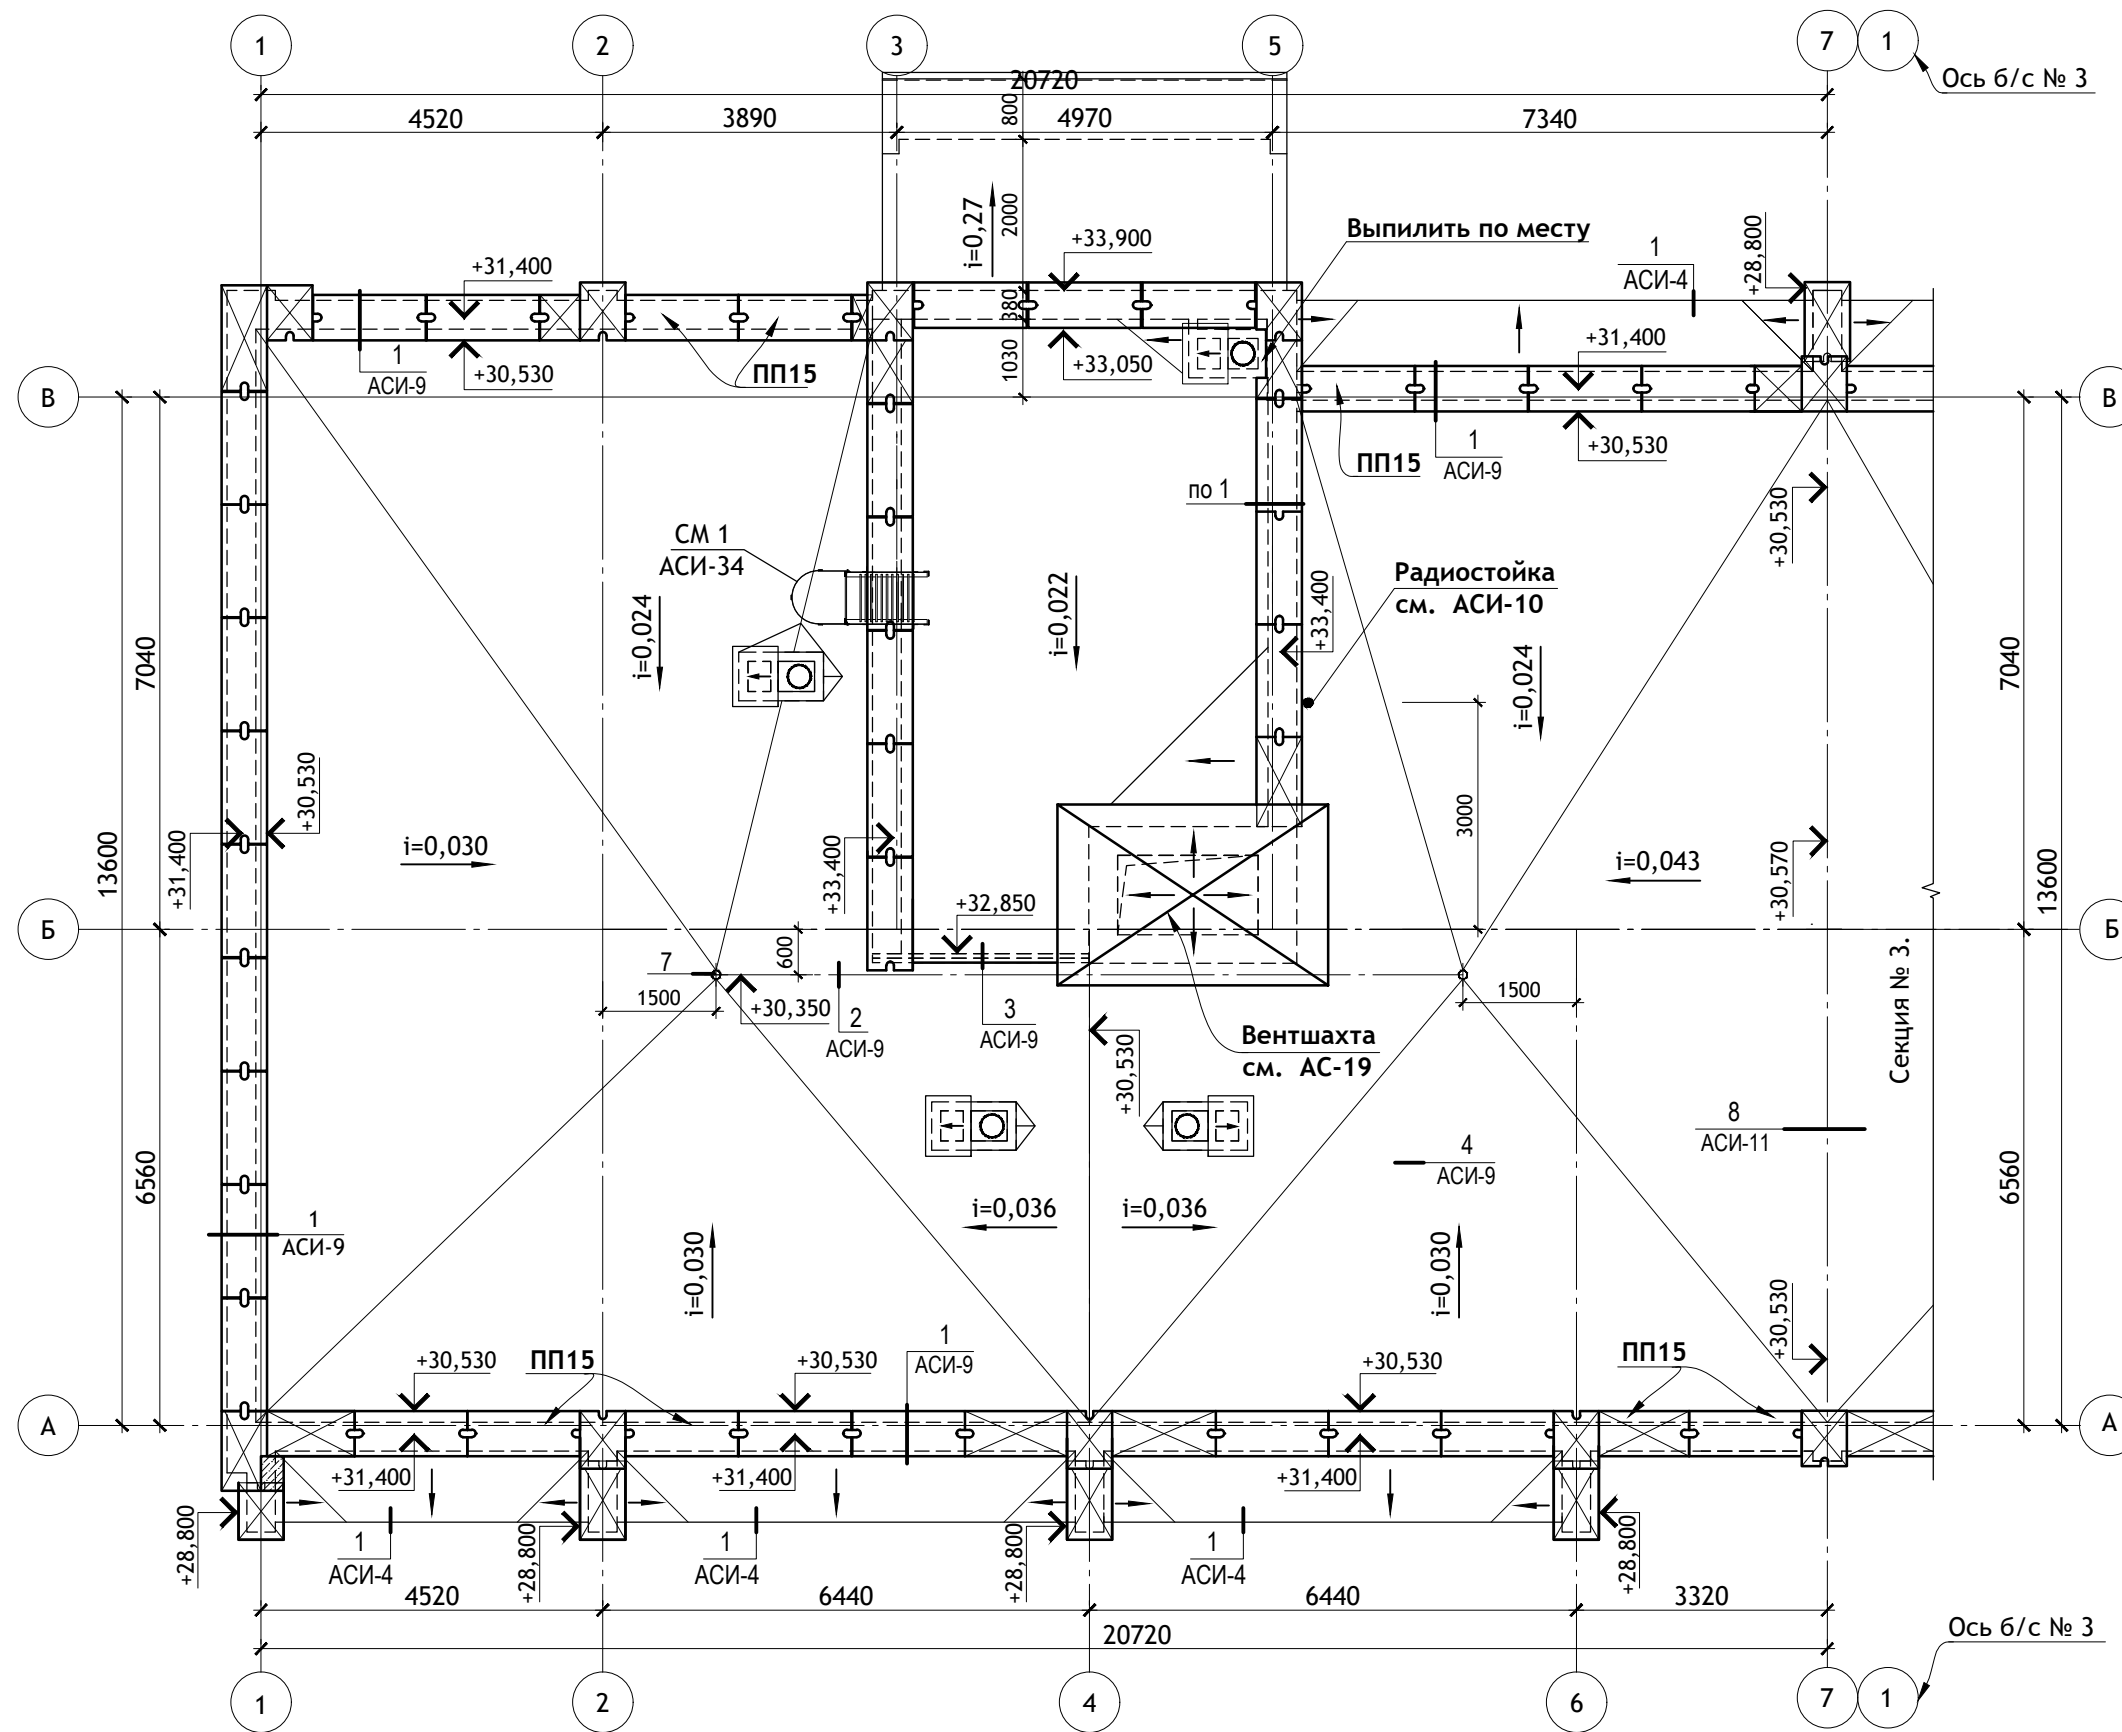 1
2
3
5
7
1
Ось б/с № 3
20720
4520
3890
4970
7340
800
2000
i=0,27
380
1030
+33,900
+33,050
Выпилить по месту
1
АСИ-4
+28,800
+31,400
1
АСИ-9
+30,530
ПП15
+31,400
+30,530
ПП15
1
АСИ-9
В
В
по 1
+30,530
СМ 1
АСИ-34
i=0,024
i=0,022
+33,400
Радиостойка
см. АСИ-10
i=0,024
7040
7040
13600
13600
+31,400
+30,530
i=0,030
+33,400
+32,850
3000
i=0,043
+30,570
Б
Б
600
7
1500
+30,350
2
АСИ-9
3
АСИ-9
+30,530
Вентшахта
см. АС-19
1500
Секция № 3.
8
АСИ-11
4
АСИ-9
6560
6560
1
АСИ-9
i=0,036
i=0,036
i=0,030
i=0,030
+30,530
+30,530
ПП15
+30,530
1
АСИ-9
+30,530
ПП15
А
А
+31,400
+31,400
+31,400
+28,800
+28,800
+28,800
+28,800
1
АСИ-4
1
АСИ-4
1
АСИ-4
4520
6440
6440
3320
20720
Ось б/с № 3
1
2
4
6
7
1